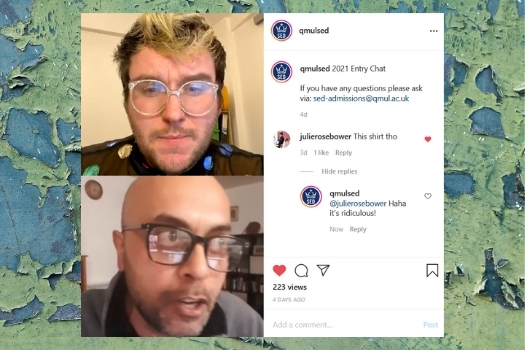 qmulsed
SED
qmulsed 2021 Entry Chat
If you have any questions please ask
via: sed-admissions@qmul.ac.uk
4d
julierosebower This shirt tho
3d 1 like Reply
Hide replies
qmulsed
@julierosebower Haha
it's ridiculous!
Now Reply
223 views
4 DAYS AGO
Add a comment... Post